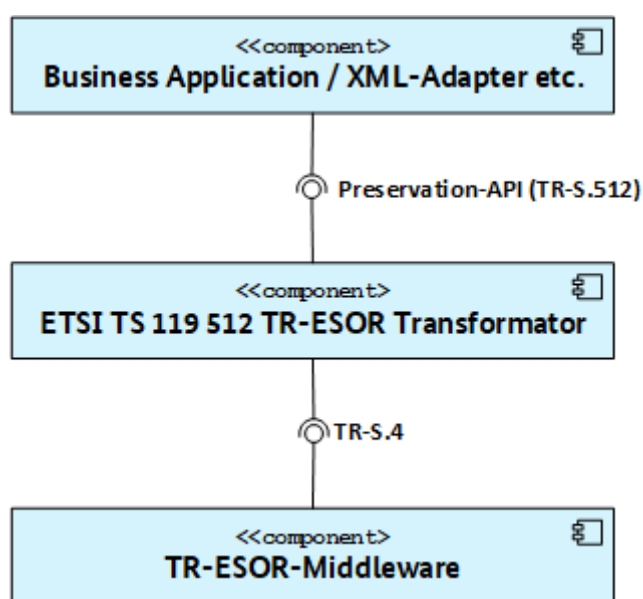 <<component>>
Business Application / XML-Adapter etc.
Preservation-API (TR-S.512)
<<component>>
ETSI TS 119 512 TR-ESOR Transformator
TR-S.4
<<component>>
TR-ESOR-Middleware